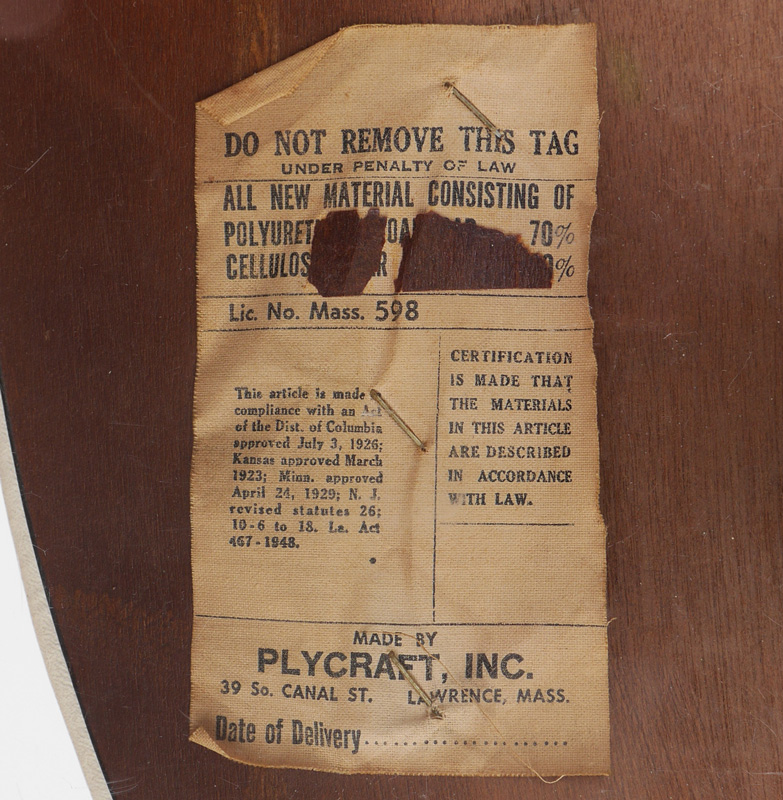 DO NOT REMOVE THIS TAG
UNDER PENALTY OF LAW
ALL NEW MATERIAL CONSISTING OF
70%
%
Lic. No. Mass. 598
This article is made
compliance with an Act
of the Dist. of Columbia
approved July 3, 1926;
Kansas approved March
1923; Minn. approved
April 24, 1929; N. J.
revised statutes 26;
10-6 to 18. La. Act
467-1948.
CERTIFICATION
IS MADE THAT
THE MATERIALS
IN THIS ARTICLE
ARE DESCRIBED
IN ACCORDANCE
WITH LAW.
MADE BY
PLYCRAFT, INC.
39 So. CANAL ST. LAWRENCE, MASS.
Date of Delivery....................